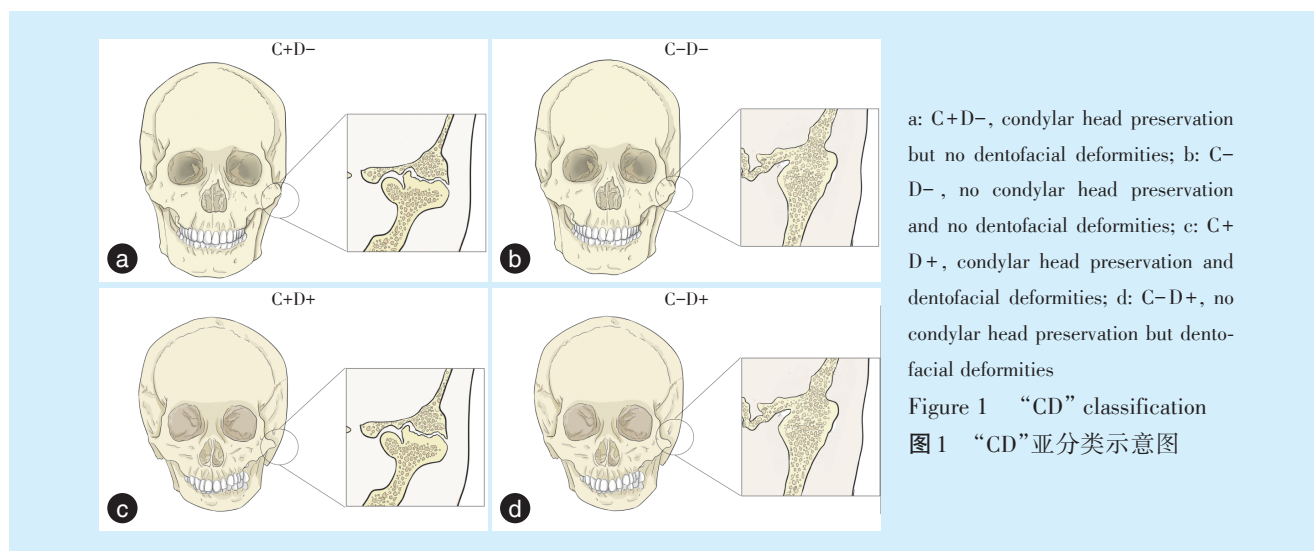 C+D−
C−D−
a
b
C+D+
C−D+
c
d
a: C+D−, condylar head preservation
but no dentofacial deformities; b: C−
D−, no condylar head preservation
and no dentofacial deformities; c: C+
D+, condylar head preservation and
dentofacial deformities; d: C−D+, no
condylar head preservation but dento-
facial deformities
Figure 1 “CD” classification
图 1 “CD”亚分类示意图